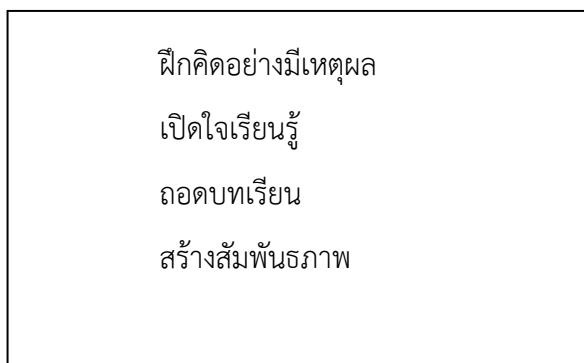 ฝึกคิดอย่างมีเหตุผล
เปิดใจเรียนรู้
ถอดบทเรียน
สร้างสัมพันธภาพ